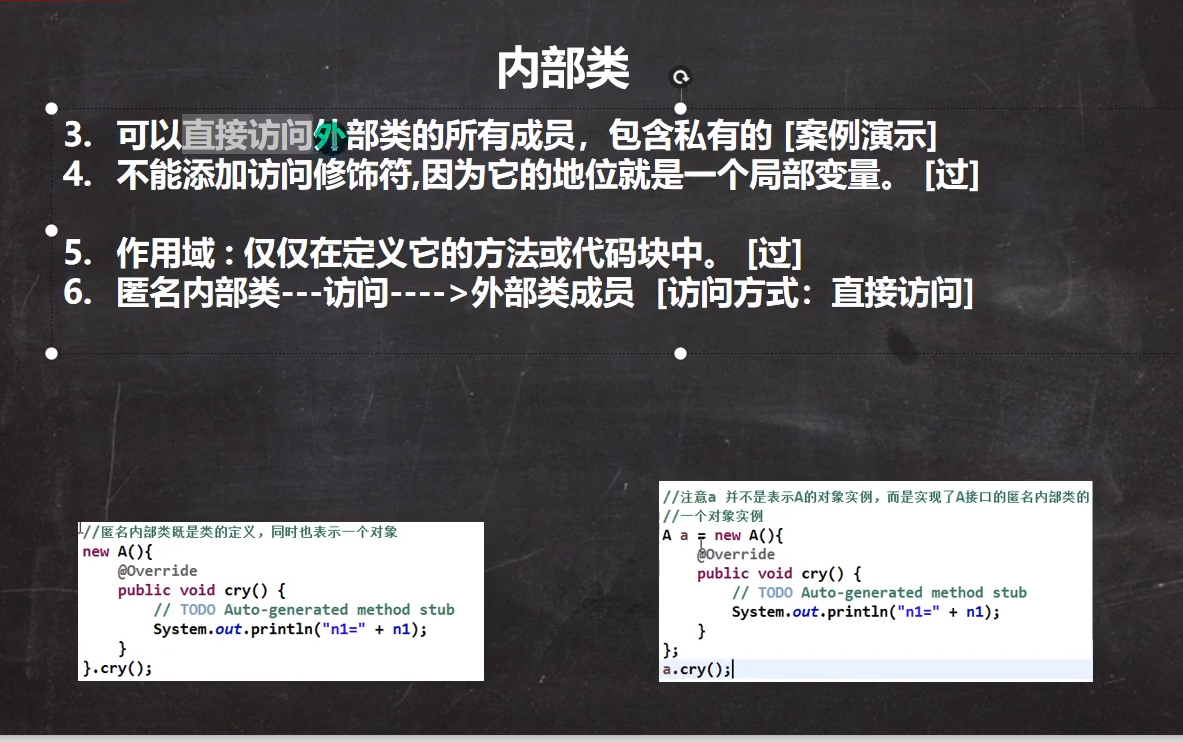 内部类
3. 可以直接访问外部类的所有成员，包含私有的 [案例演示]
4. 不能添加访问修饰符,因为它的地位就是一个局部变量。 [过]
5. 作用域 : 仅仅在定义它的方法或代码块中。 [过]
6. 匿名内部类---访问---->外部类成员 [访问方式：直接访问]
//匿名内部类既是类的定义，同时也表示一个对象
new A(){
@Override
public void cry() {
// TODO Auto-generated method stub
System.out.println("n1=" + n1);
}
}.cry();
//注意a 并不是表示A的对象实例，而是实现了A接口的匿名内部类的
//一个对象实例
A a = new A(){
@Override
public void cry() {
// TODO Auto-generated method stub
System.out.println("n1=" + n1);
}
};
a.cry();